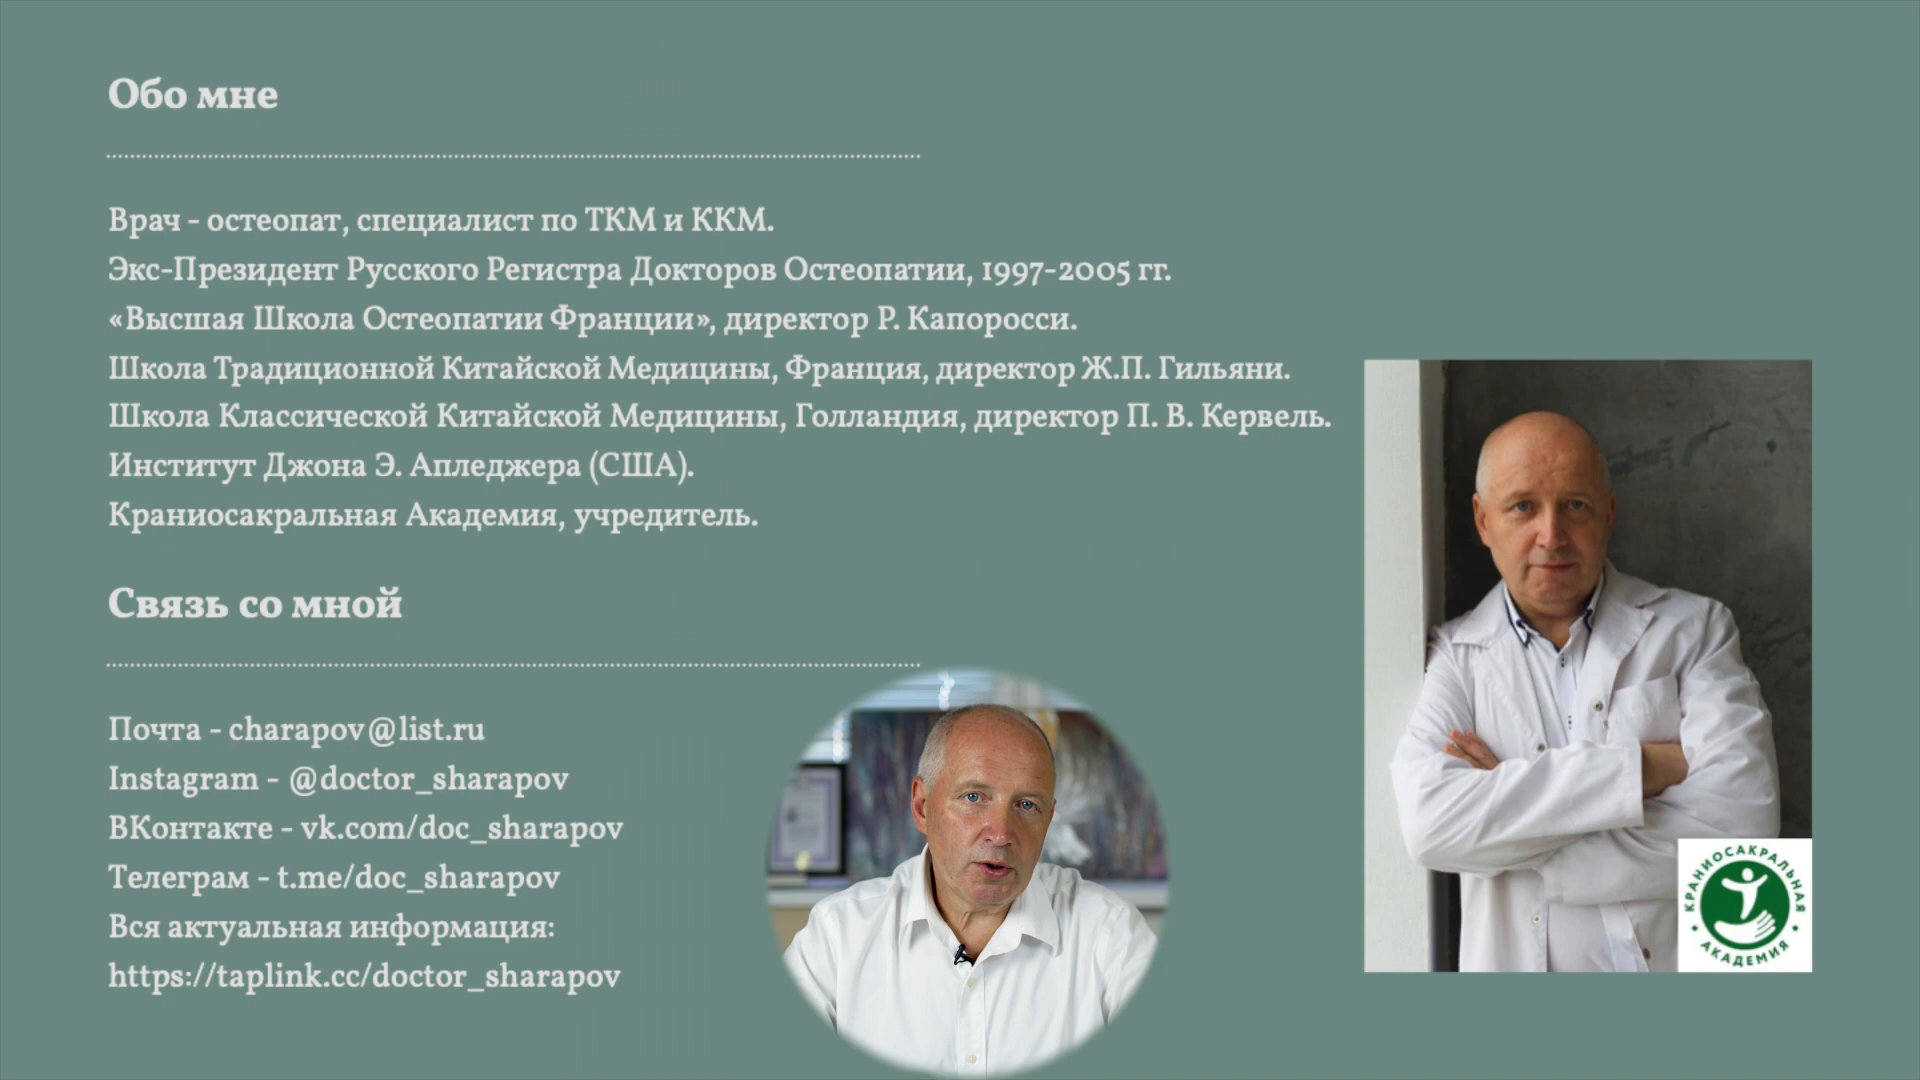 Обо мне
Врач - остеопат, специалист по ТКМ и ККМ.
Экс-Президент Русского Регистра Докторов Остеопатии, 1997-2005 гг.
«Высшая Школа Остеопатии Франции», директор Р. Капоросси.
Школа Традиционной Китайской Медицины, Франция, директор Ж.П. Гильяни.
Школа Классической Китайской Медицины, Голландия, директор П. В. Кервель.
Институт Джона Э. Апледжера (США).
Краниосакральная Академия, учредитель.
Связь со мной
Почта - charapov@list.ru
Instagram - @doctor_sharapov
ВКонтакте - vk.com/doc_sharapov
Телеграм - t.me/doc_sharapov
Вся актуальная информация:
https://taplink.cc/doctor_sharapov
КРАНИОСАКРАЛЬНАЯ
АКАДЕМИЯ